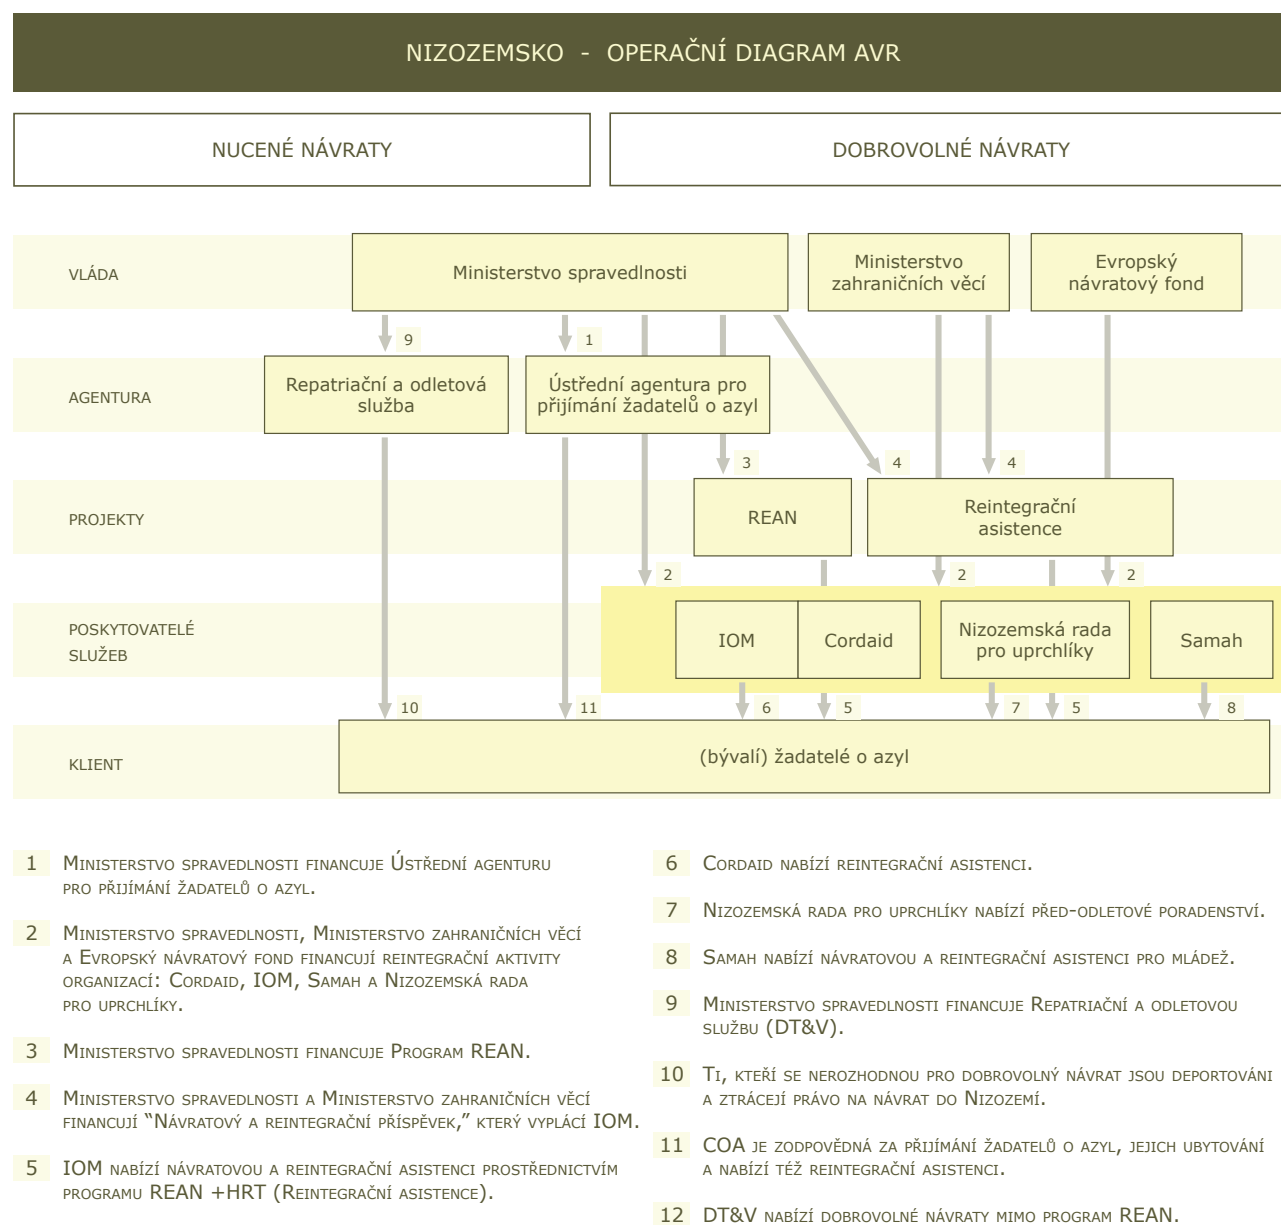 NIZOZEMSKO - OPERAČNÍ DIAGRAM AVR
NUCENÉ NÁVRATY
DOBROVOLNÉ NÁVRATY
VLÁDA
Ministerstvo spravedlnosti
Ministerstvo
zahraničních věcí
Evropský
návratový fond
9
1
AGENTURA
Repatriační a odletová
služba
Ústřední agentura pro
přijímání žadatelů o azyl
3
4
4
PROJEKTY
REAN
Reintegrační
asistence
2
2
2
POSKYTOVATELÉ
SLUŽEB
IOM
Cordaid
Nizozemská rada
pro uprchlíky
Samah
10
11
6
5
7
5
8
KLIENT
(bývalí) žadatelé o azyl
1 Ministerstvo spravedlnosti financuje Ústřední agenturu
pro přijímání žadatelů o azyl.
2 Ministerstvo spravedlnosti, Ministerstvo zahraničních věcí
a Evropský návratový fond financují reintegrační aktivity
organizací: Cordaid, IOM, Samah a Nizozemská rada
pro uprchlíky.
3 Ministerstvo spravedlnosti financuje Program REAN.
4 Ministerstvo spravedlnosti a Ministerstvo zahraničních věcí
financují “Návratový a reintegrační příspěvek,” který vyplácí IOM.
5 IOM nabízí návratovou a reintegrační asistenci prostřednictvím
programu REAN +HRT (Reintegrační asistence).
6 Cordaid nabízí reintegrační asistenci.
7 Nizozemská rada pro uprchlíky nabízí před-odletové poradenství.
8 Samah nabízí návratovou a reintegrační asistenci pro mládež.
9 Ministerstvo spravedlnosti financuje Repatriační a odletovou
službu (DT&V).
10 Ti, kteří se nerozhodnou pro dobrovolný návrat jsou deportováni
a ztrácejí právo na návrat do Nizozemí.
11 COA je zodpovědná za přijímání žadatelů o azyl, jejich ubytování
a nabízí též reintegrační asistenci.
12 DT&V nabízí dobrovolné návraty mimo program REAN.